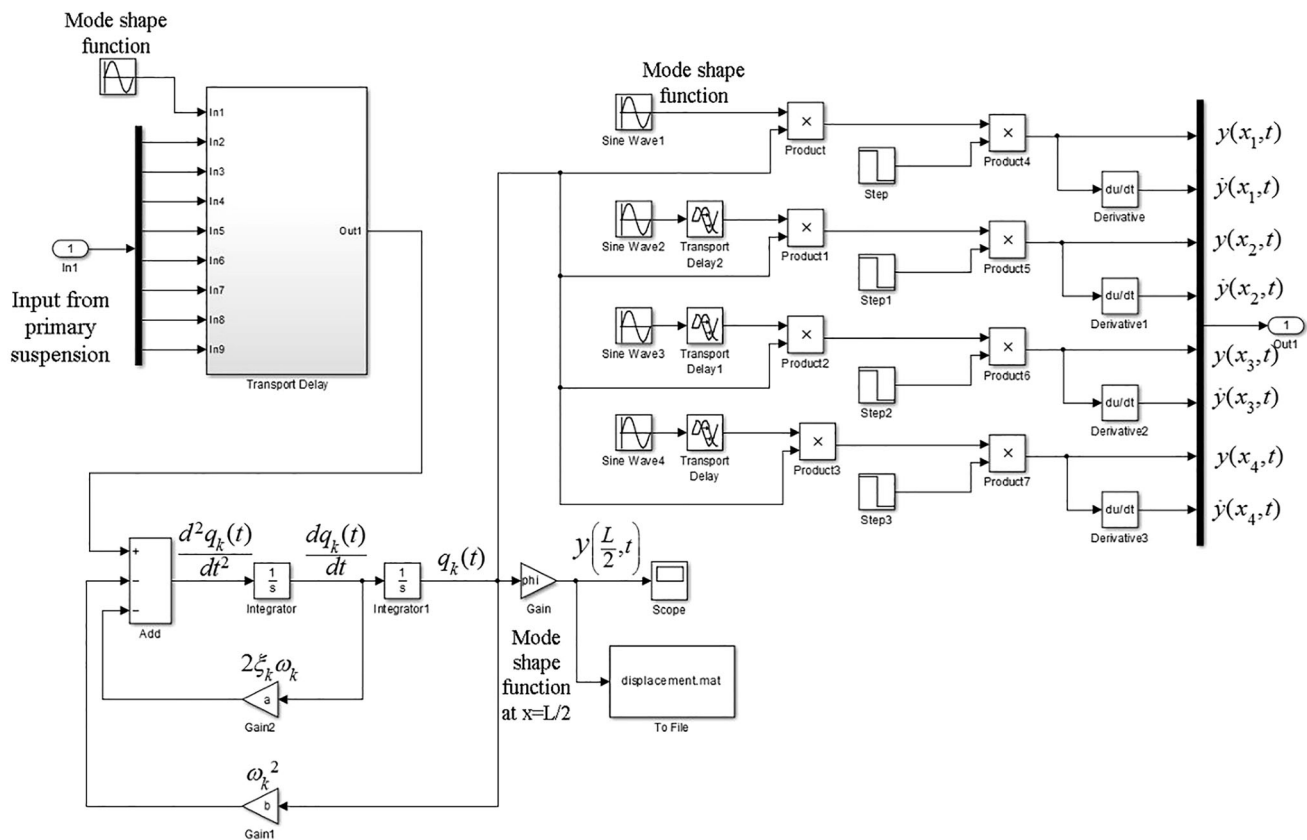 Mode shape
function
In1
In2
In3
In4
In5
In6
In7
In8
In9
Out1
Transport Delay
1
In1
Input from
primary
suspension
Mode shape
function
Sine Wave1
×
Product
Step
×
Product4
du/dt
Derivative
y(x₁,t)
ẏ(x₁,t)
Sine Wave2
Transport
Delay2
×
Product1
Step1
×
Product5
du/dt
Derivative1
y(x₂,t)
ẏ(x₂,t)
1
Out1
Sine Wave3
Transport
Delay1
×
Product2
Step2
×
Product6
du/dt
Derivative2
y(x₃,t)
ẏ(x₃,t)
Sine Wave4
Transport
Delay
×
Product3
Step3
×
Product7
du/dt
Derivative3
y(x₄,t)
ẏ(x₄,t)
+
−
−
Add
d²qₖ(t)
dt²
1
s
Integrator
dqₖ(t)
dt
1
s
Integrator1
qₖ(t)
phi
Gain
y(L/2,t)
Scope
Mode
shape
function
at x=L/2
displacement.mat
To File
2ξₖωₖ
a
Gain2
ωₖ²
b
Gain1